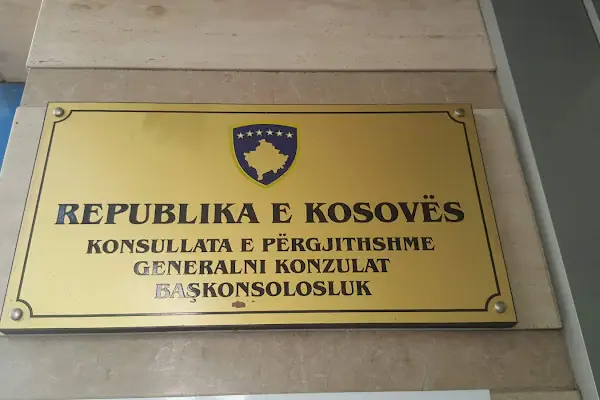 REPUBLIKA E KOSOVËS
KONSULLATA E PËRGJITHSHME
GENERALNI KONZULAT
BAŞKONSOLOSLUK